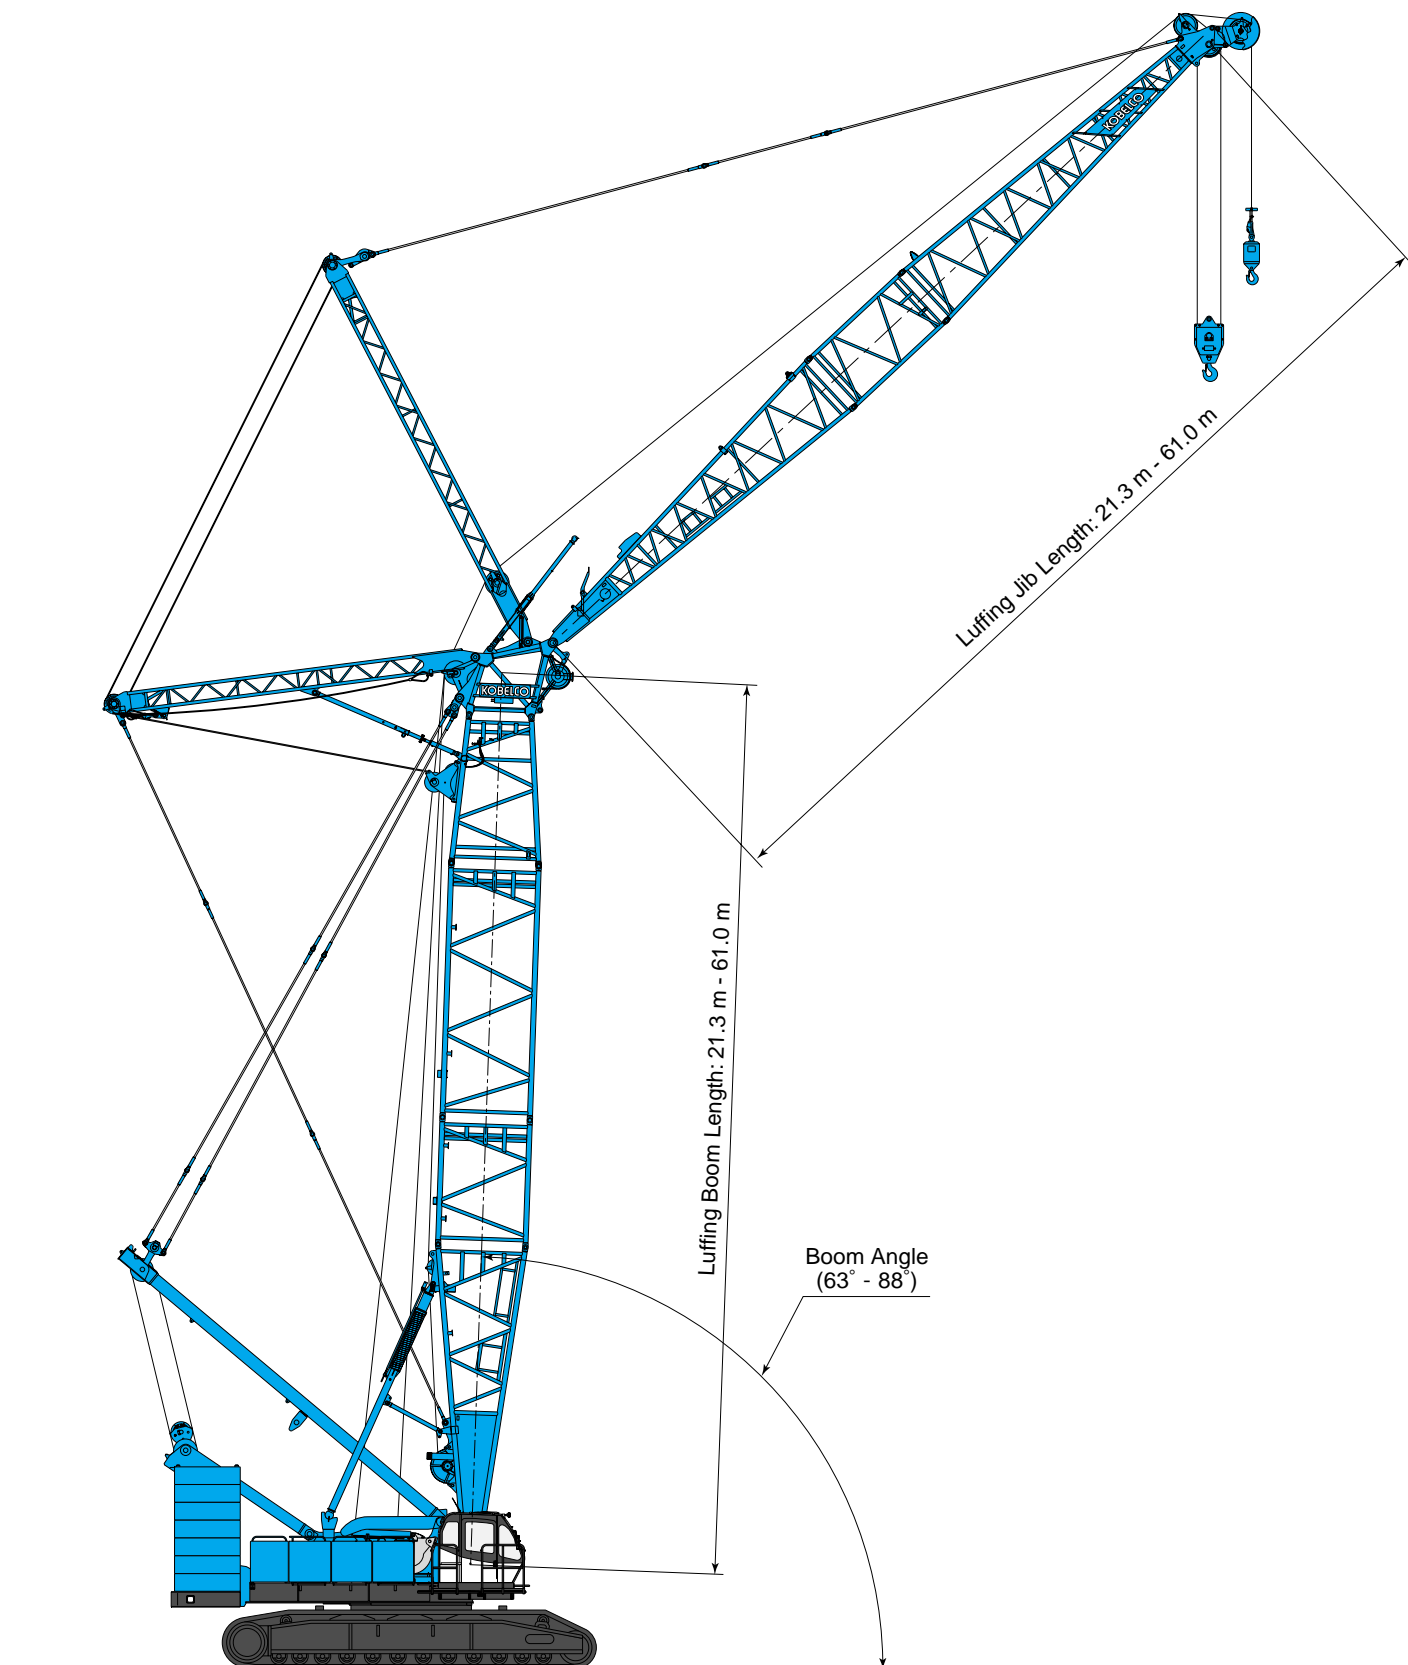 KOBELCO
Luffing Jib Length: 21.3 m - 61.0 m
KOBELCO
Luffing Boom Length: 21.3 m - 61.0 m
Boom Angle
(63° - 88°)